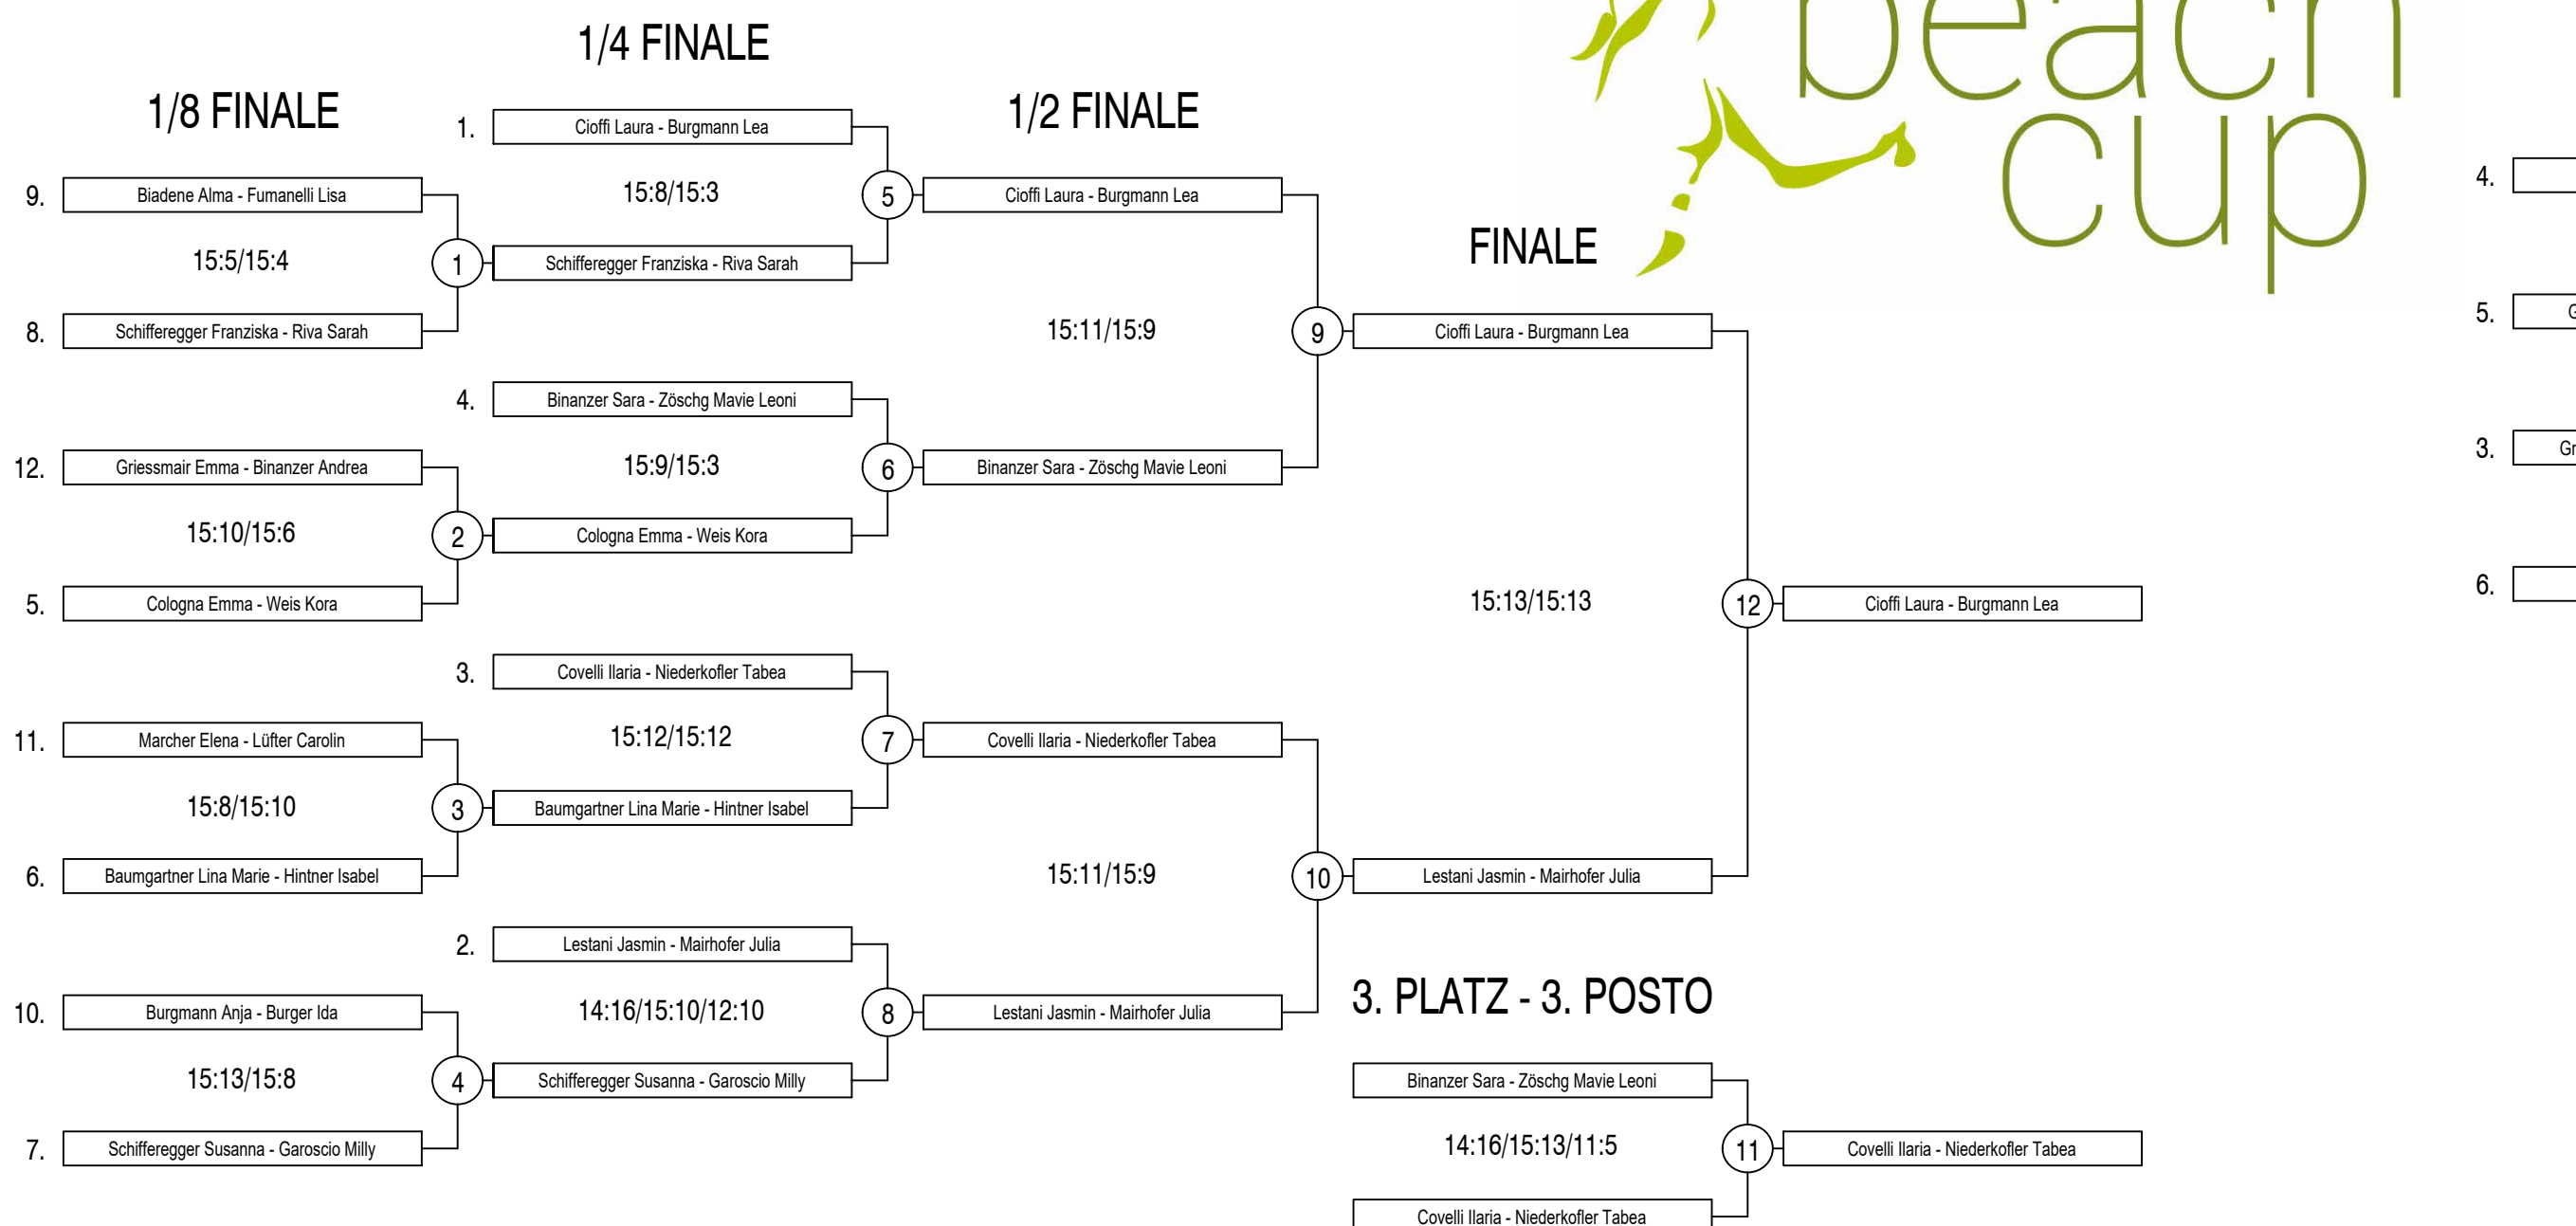 beach
cup
1/4 FINALE
1/8 FINALE
1/2 FINALE
1.
Cioffi Laura - Burgmann Lea
9.
Biadene Alma - Fumanelli Lisa
15:8/15:3
5
Cioffi Laura - Burgmann Lea
4.
15:5/15:4
1
Schifferegger Franziska - Riva Sarah
FINALE
8.
Schifferegger Franziska - Riva Sarah
15:11/15:9
9
Cioffi Laura - Burgmann Lea
5.
G
4.
Binanzer Sara - Zöschg Mavie Leoni
12.
Griessmair Emma - Binanzer Andrea
15:9/15:3
6
Binanzer Sara - Zöschg Mavie Leoni
3.
Gr
15:10/15:6
2
Cologna Emma - Weis Kora
5.
Cologna Emma - Weis Kora
15:13/15:13
12
Cioffi Laura - Burgmann Lea
6.
3.
Covelli Ilaria - Niederkofler Tabea
11.
Marcher Elena - Lüfter Carolin
15:12/15:12
7
Covelli Ilaria - Niederkofler Tabea
15:8/15:10
3
Baumgartner Lina Marie - Hintner Isabel
6.
Baumgartner Lina Marie - Hintner Isabel
15:11/15:9
10
Lestani Jasmin - Mairhofer Julia
2.
Lestani Jasmin - Mairhofer Julia
10.
Burgmann Anja - Burger Ida
14:16/15:10/12:10
8
Lestani Jasmin - Mairhofer Julia
3. PLATZ - 3. POSTO
15:13/15:8
4
Schifferegger Susanna - Garoscio Milly
Binanzer Sara - Zöschg Mavie Leoni
7.
Schifferegger Susanna - Garoscio Milly
14:16/15:13/11:5
11
Covelli Ilaria - Niederkofler Tabea
Covelli Ilaria - Niederkofler Tabea